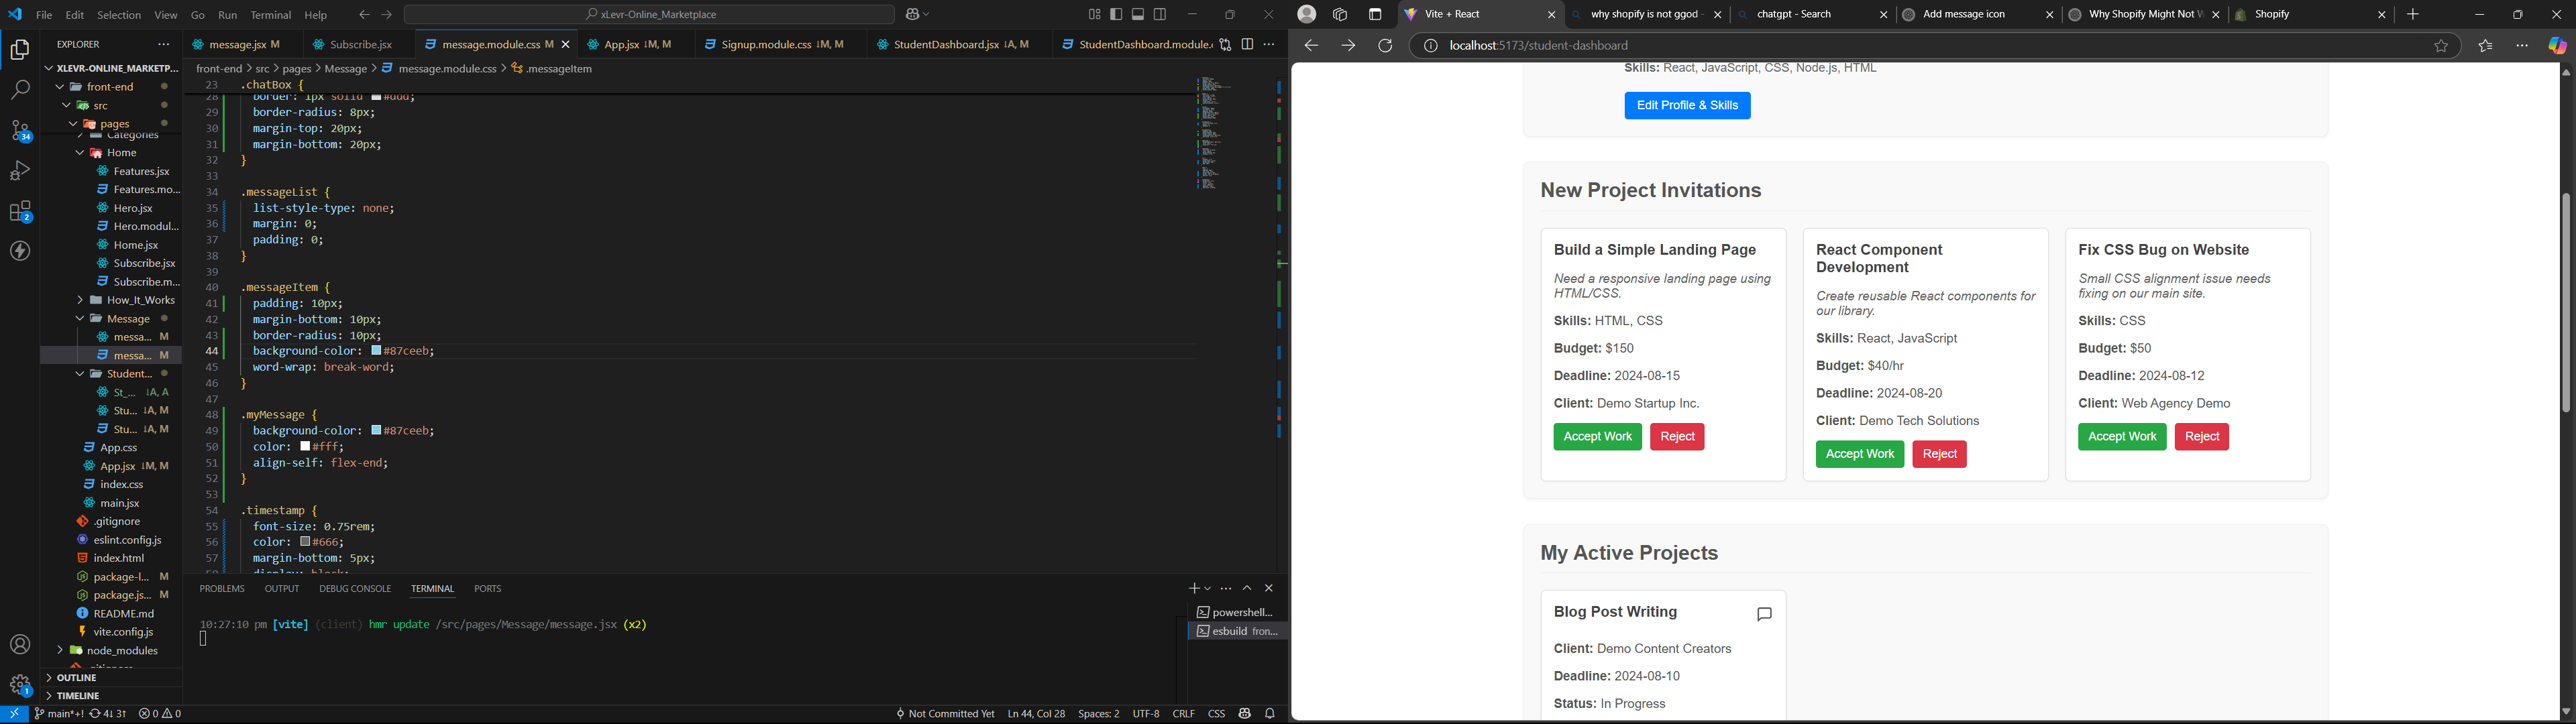 File Edit Selection View Go Run Terminal Help
xLevr-Online_Marketplace
EXPLORER
XLEVR-ONLINE_MARKETP...
front-end
src
pages
Categories
Home
Features.jsx
Features.mo...
Hero.jsx
Hero.modul...
Home.jsx
Subscribe.jsx
Subscribe.m...
How_It_Works
Message
messa... M
messa... M
Student...
St_... ↓A, A
Stu... ↓A, M
Stu... ↓A, M
App.css
App.jsx ↓M, M
index.css
main.jsx
.gitignore
eslint.config.js
index.html
package-l... M
package.js... M
README.md
vite.config.js
node_modules
.gitignore
OUTLINE
TIMELINE
34
2
1
message.jsx M
Subscribe.jsx
message.module.css M
App.jsx ↓M, M
Signup.module.css ↓M, M
StudentDashboard.jsx ↓A, M
StudentDashboard.module.
front-end > src > pages > Message > message.module.css > .messageItem
23 .chatBox {
28 border: 1px solid #ddd;
29 border-radius: 8px;
30 margin-top: 20px;
31 margin-bottom: 20px;
32 }
33
34 .messageList {
35 list-style-type: none;
36 margin: 0;
37 padding: 0;
38 }
39
40 .messageItem {
41 padding: 10px;
42 margin-bottom: 10px;
43 border-radius: 10px;
44 background-color: #87ceeb;
45 word-wrap: break-word;
46 }
47
48 .myMessage {
49 background-color: #87ceeb;
50 color: #fff;
51 align-self: flex-end;
52 }
53
54 .timestamp {
55 font-size: 0.75rem;
56 color: #666;
57 margin-bottom: 5px;
58 display: block;
PROBLEMS OUTPUT DEBUG CONSOLE TERMINAL PORTS
10:27:10 pm [vite] (client) hmr update /src/pages/Message/message.jsx (x2)
powershell...
esbuild fron...
main*+! 4↓ 3↑ 0 0
Not Committed Yet Ln 44, Col 28 Spaces: 2 UTF-8 CRLF CSS
Vite + React
why shopify is not ggod -
chatgpt - Search
Add message icon
Why Shopify Might Not W
Shopify
localhost:5173/student-dashboard
Skills: React, JavaScript, CSS, Node.js, HTML
Edit Profile & Skills
New Project Invitations
Build a Simple Landing Page
Need a responsive landing page using
HTML/CSS.
Skills: HTML, CSS
Budget: $150
Deadline: 2024-08-15
Client: Demo Startup Inc.
Accept Work Reject
React Component
Development
Create reusable React components for
our library.
Skills: React, JavaScript
Budget: $40/hr
Deadline: 2024-08-20
Client: Demo Tech Solutions
Accept Work Reject
Fix CSS Bug on Website
Small CSS alignment issue needs
fixing on our main site.
Skills: CSS
Budget: $50
Deadline: 2024-08-12
Client: Web Agency Demo
Accept Work Reject
My Active Projects
Blog Post Writing
Client: Demo Content Creators
Deadline: 2024-08-10
Status: In Progress